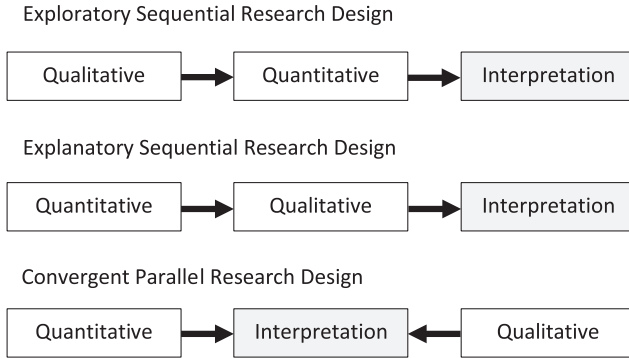 Exploratory Sequential Research Design
Qualitative Quantitative Interpretation
Explanatory Sequential Research Design
Quantitative Qualitative Interpretation
Convergent Parallel Research Design
Quantitative Interpretation Qualitative